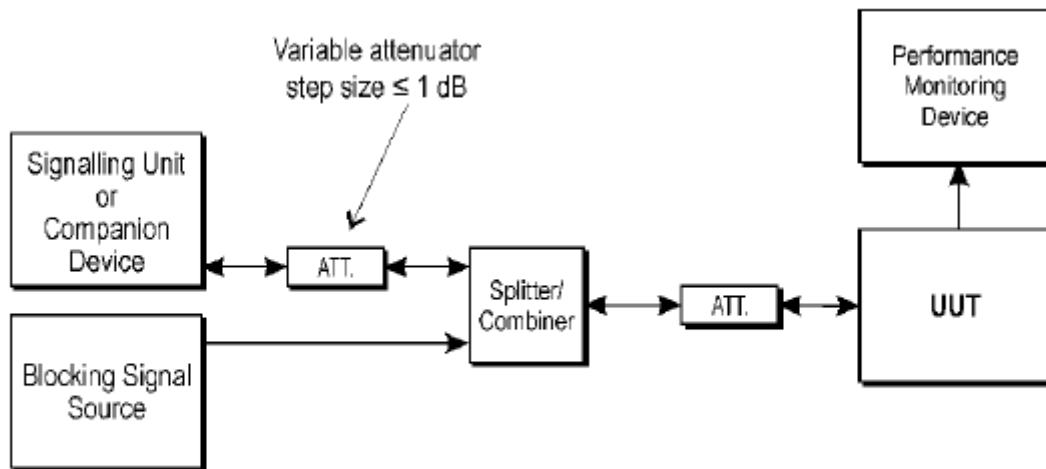 Variable attenuator
step size ≤ 1 dB
Performance
Monitoring
Device
Signalling Unit
or
Companion
Device
ATT.
Splitter/
Combiner
ATT.
UUT
Blocking Signal
Source